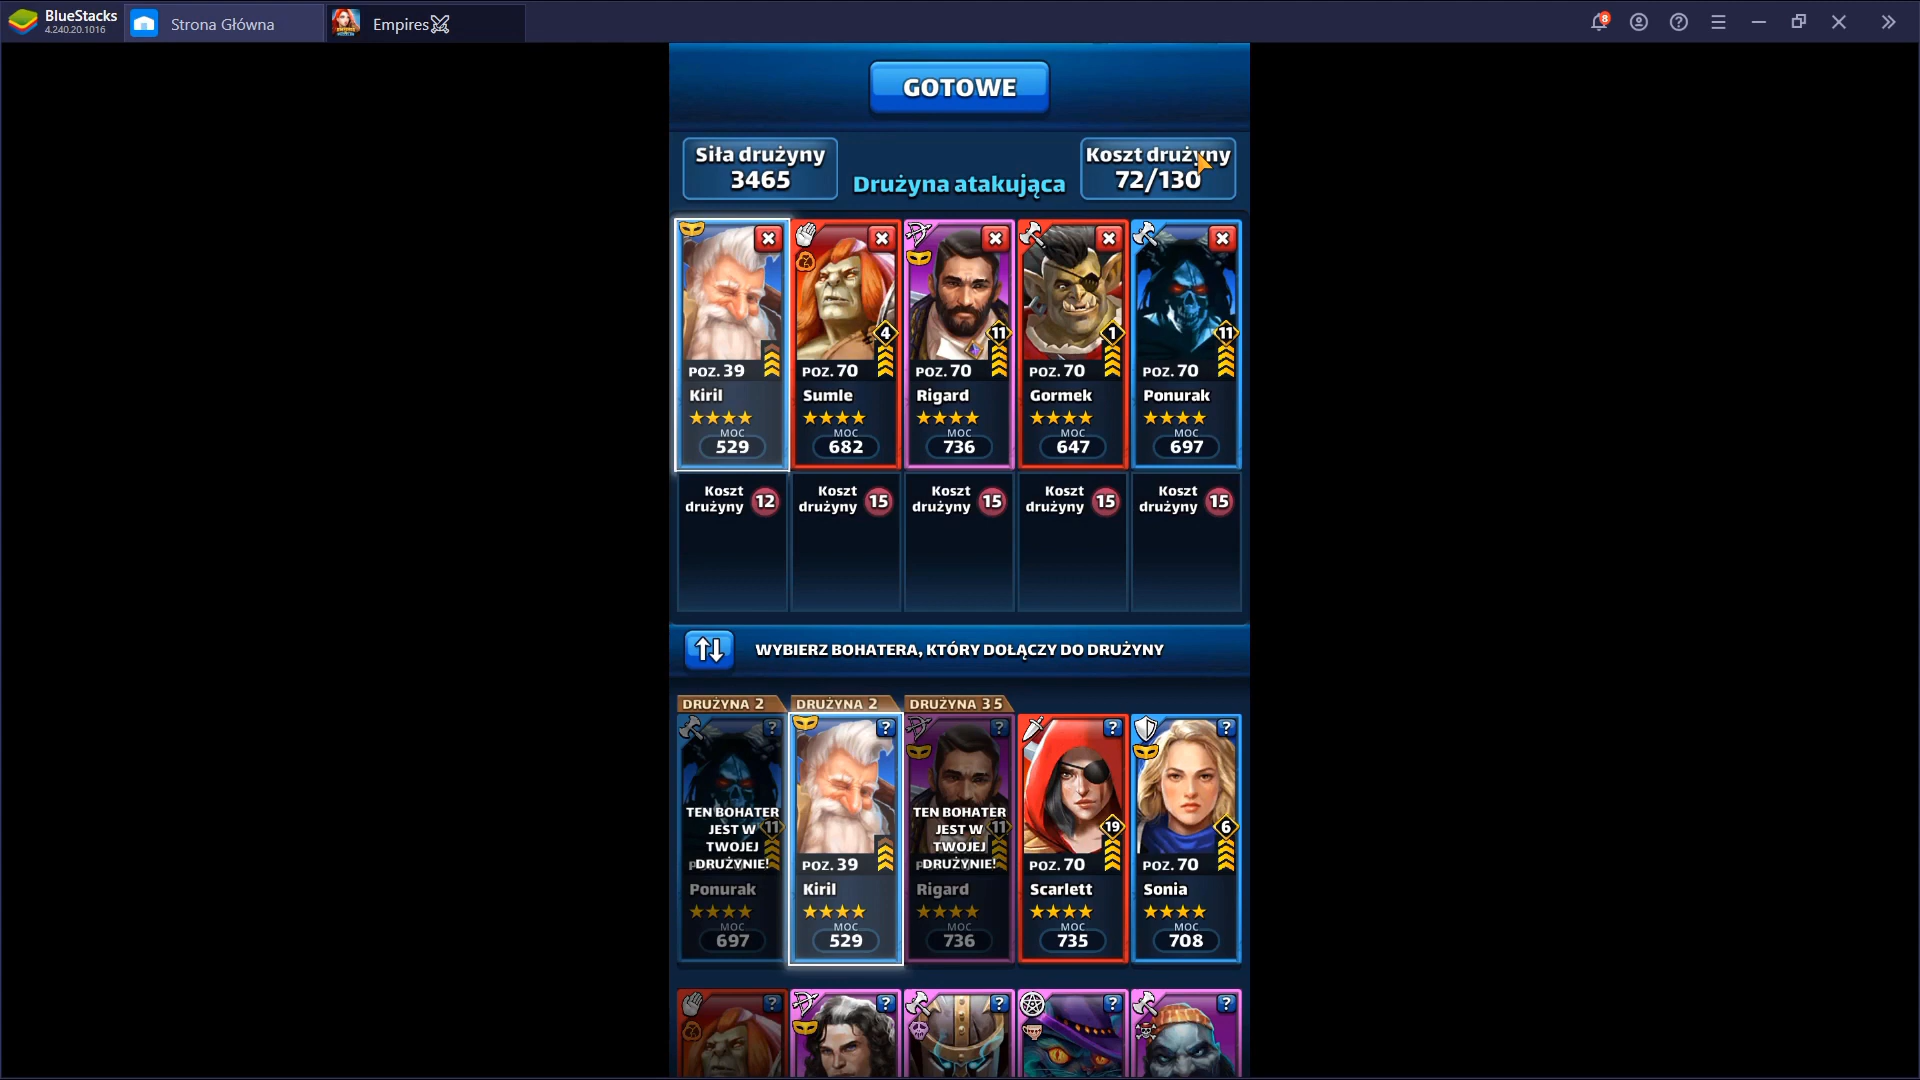 BlueStacks
4.240.20.1016
Strona Główna
Empires
8
GOTOWE
Siła drużyny
3465
Drużyna atakująca
Koszt drużyny
72/130
POZ. 39
Kiril
MOC
529
4
POZ. 70
Sumle
MOC
682
11
POZ. 70
Rigard
MOC
736
1
POZ. 70
Gormek
MOC
647
11
POZ. 70
Ponurak
MOC
697
Koszt
drużyny 12
Koszt
drużyny 15
Koszt
drużyny 15
Koszt
drużyny 15
Koszt
drużyny 15
WYBIERZ BOHATERA, KTÓRY DOŁĄCZY DO DRUŻYNY
DRUŻYNA 2
?
TEN BOHATER
JEST W
TWOJEJ
DRUŻYNIE!
11
Ponurak
MOC
697
DRUŻYNA 2
?
POZ. 39
Kiril
MOC
529
DRUŻYNA 3 5
?
TEN BOHATER
JEST W
TWOJEJ
DRUŻYNIE!
11
Rigard
MOC
736
?
19
POZ. 70
Scarlett
MOC
735
?
6
POZ. 70
Sonia
MOC
708
?
?
?
?
?